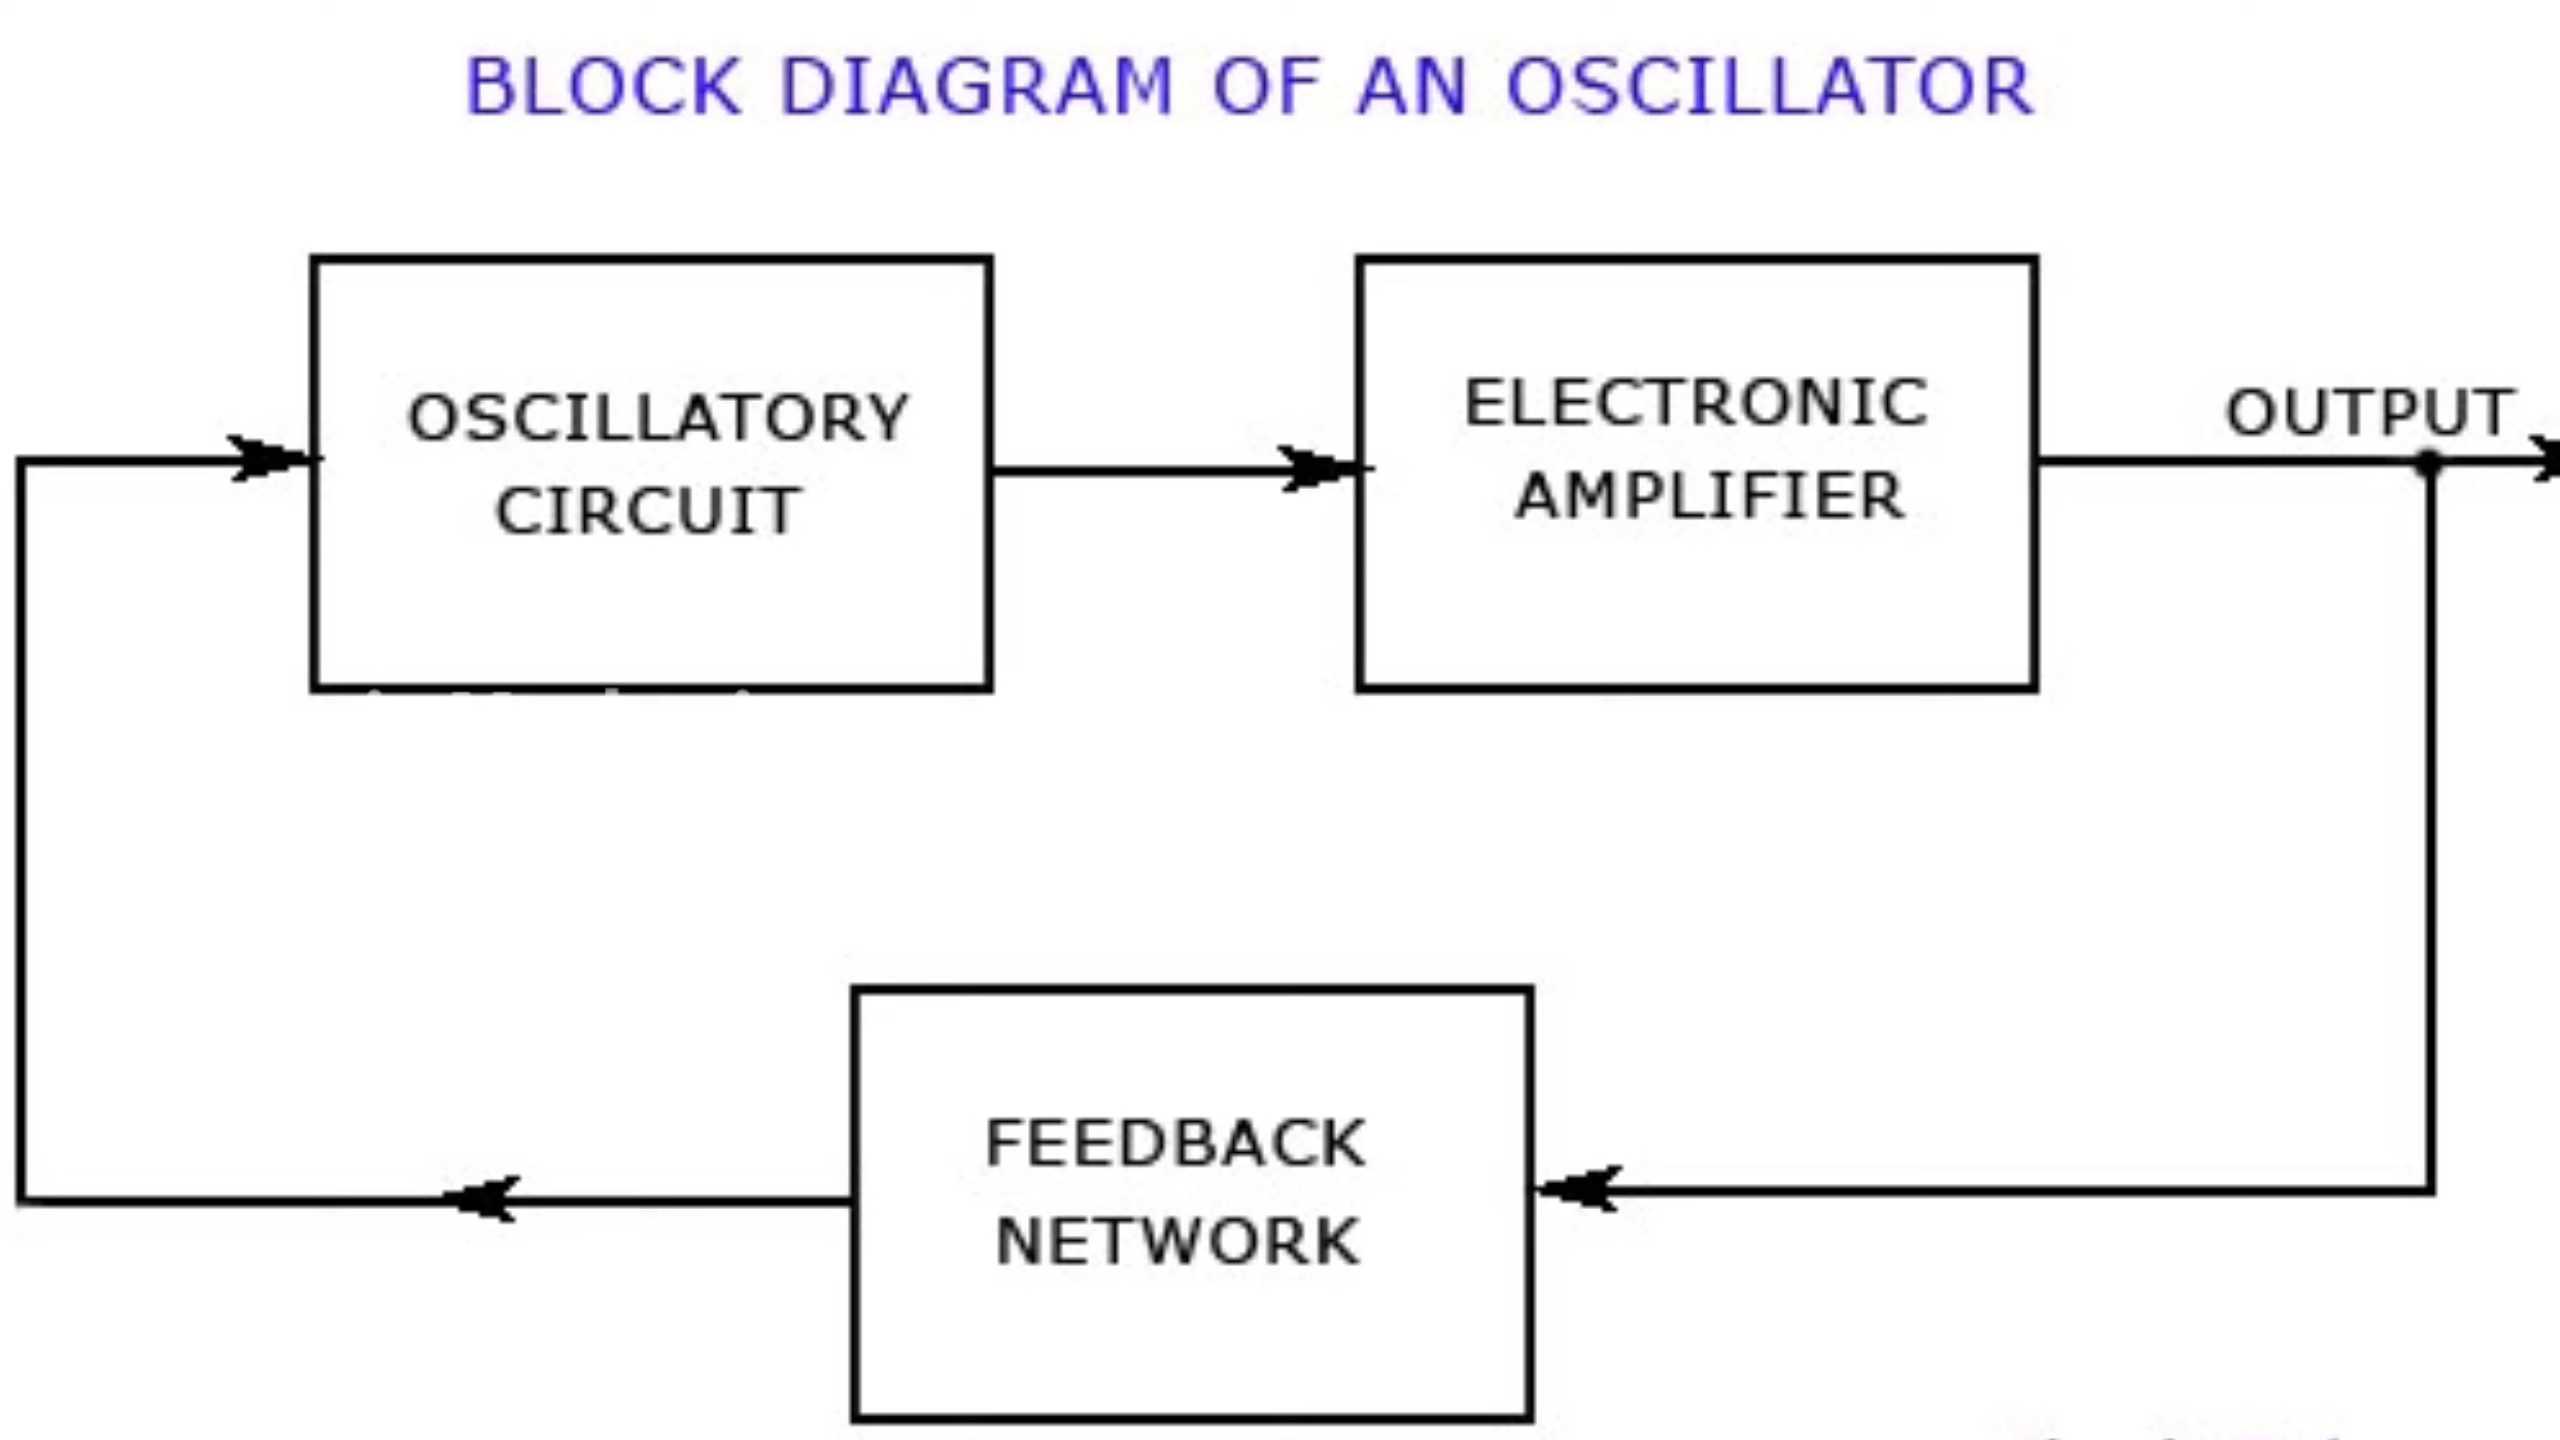 BLOCK DIAGRAM OF AN OSCILLATOR
OSCILLATORY
CIRCUIT
ELECTRONIC
AMPLIFIER
OUTPUT
FEEDBACK
NETWORK